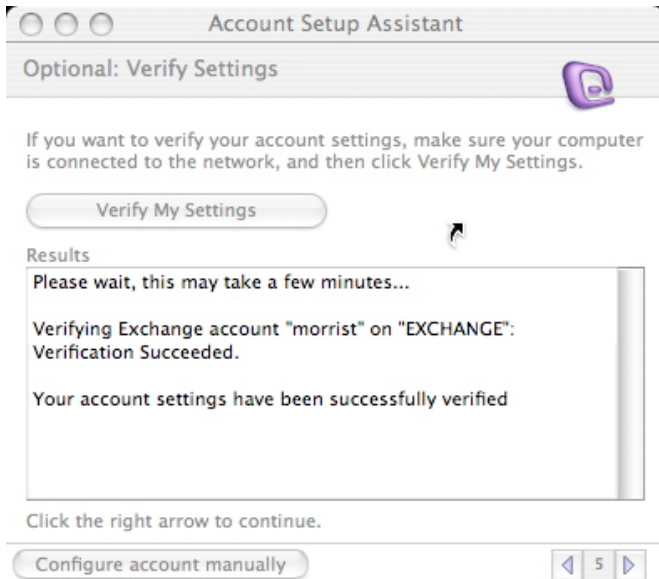 Account Setup Assistant
Optional: Verify Settings
If you want to verify your account settings, make sure your computer
is connected to the network, and then click Verify My Settings.
Verify My Settings
Results
Please wait, this may take a few minutes...
Verifying Exchange account "morrist" on "EXCHANGE":
Verification Succeeded.
Your account settings have been successfully verified
Click the right arrow to continue.
Configure account manually
5